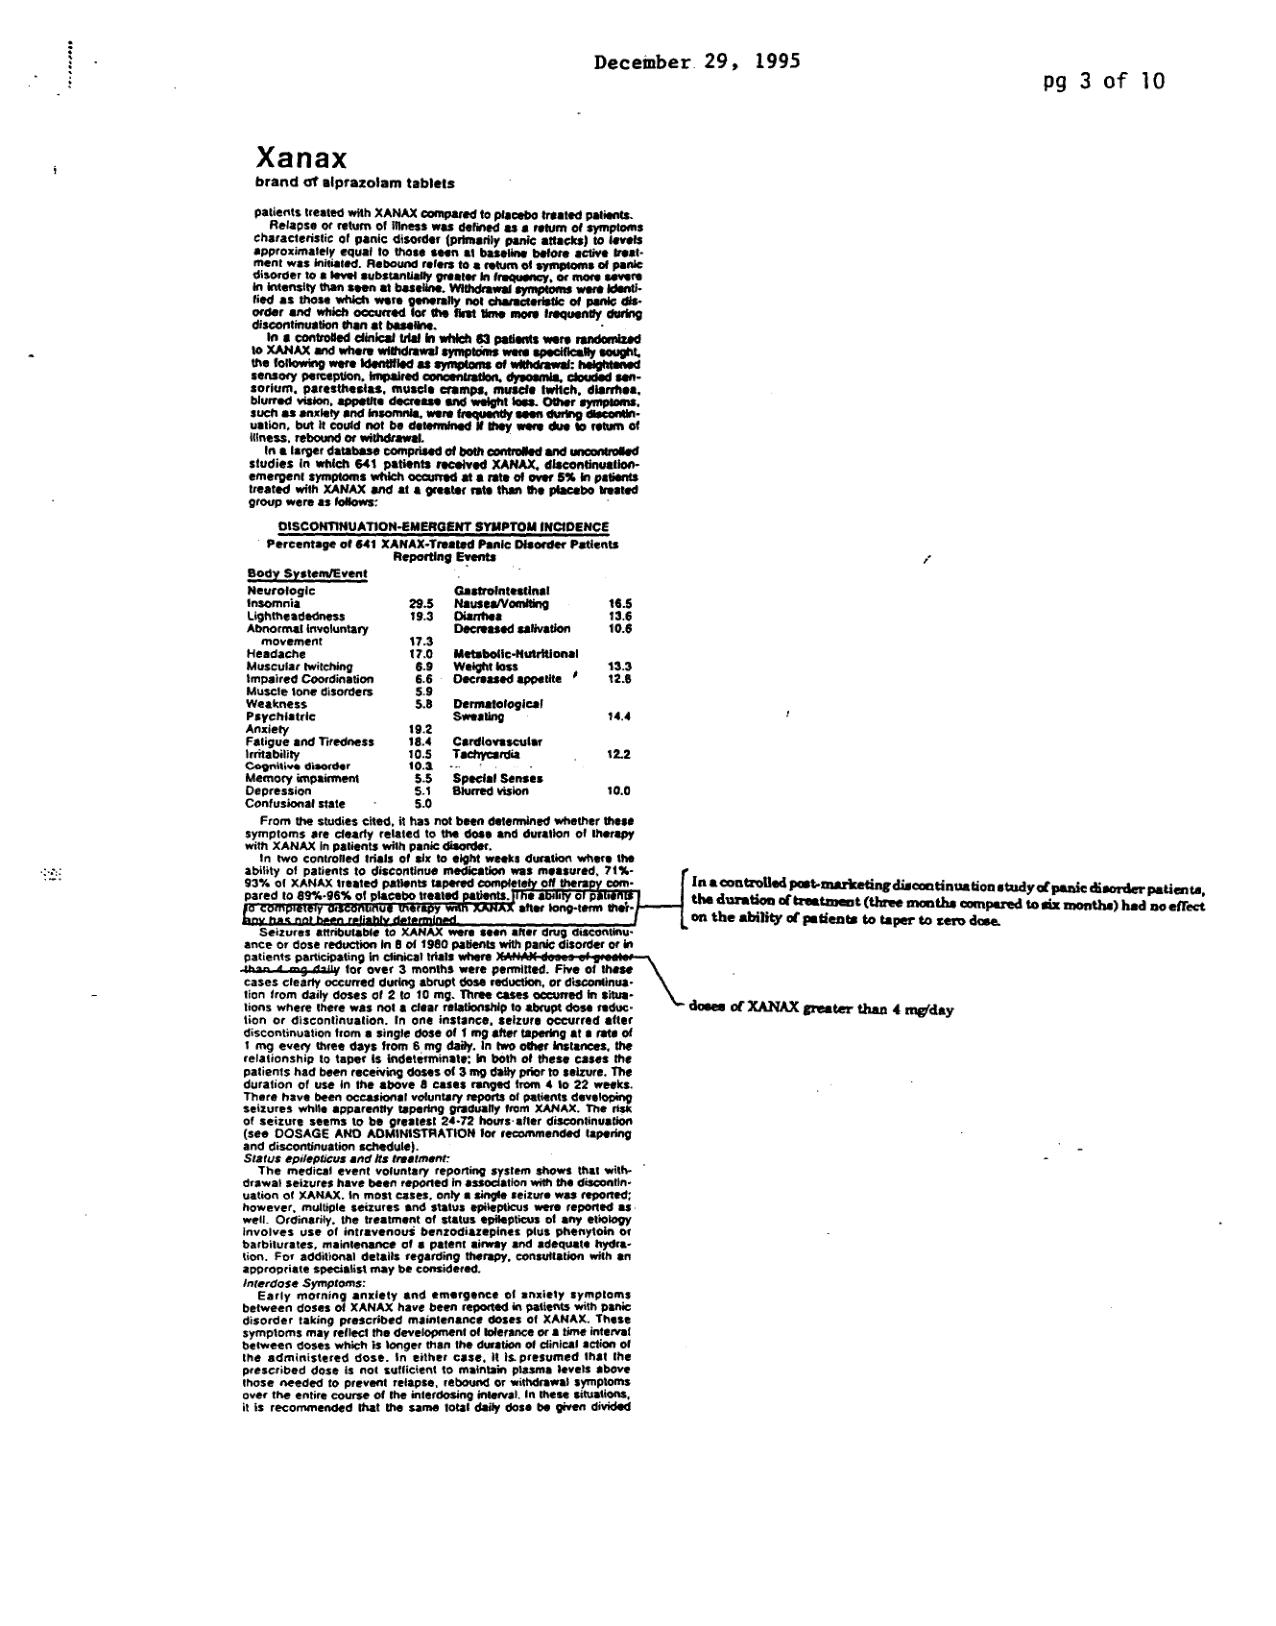 December 29, 1995
pg 3 of 10
Xanax
brand of alprazolam tablets
patients treated with XANAX compared to placebo treated patients.
Relapse or return of illness was defined as a return of symptoms
characteristic of panic disorder (primarily panic attacks) to levels
approximately equal to those seen at baseline before active treat-
ment was initiated. Rebound refers to a return of symptoms of panic
disorder to a level substantially greater in frequency, or more severe
in intensity than seen at baseline. Withdrawal symptoms were identi-
fied as those which were generally not characteristic of panic dis-
order and which occurred for the first time more frequently during
discontinuation than at baseline.
In a controlled clinical trial in which 63 patients were randomized
to XANAX and where withdrawal symptoms were specifically sought,
the following were identified as symptoms of withdrawal: heightened
sensory perception, impaired concentration, dysosmia, clouded sen-
sorium, paresthesias, muscle cramps, muscle twitch, diarrhea,
blurred vision, appetite decrease and weight loss. Other symptoms,
such as anxiety and insomnia, were frequently seen during discontin-
uation, but it could not be determined if they were due to return of
illness, rebound or withdrawal.
In a larger database comprised of both controlled and uncontrolled
studies in which 641 patients received XANAX, discontinuation-
emergent symptoms which occurred at a rate of over 5% in patients
treated with XANAX and at a greater rate than the placebo treated
group were as follows:
DISCONTINUATION-EMERGENT SYMPTOM INCIDENCE
Percentage of 641 XANAX-Treated Panic Disorder Patients
Reporting Events
Body System/Event
Neurologic Gastrointestinal
Insomnia 29.5 Nausea/Vomiting 16.5
Lightheadedness 19.3 Diarrhea 13.6
Abnormal involuntary Decreased salivation 10.6
movement 17.3
Headache 17.0 Metabolic-Nutritional
Muscular twitching 6.9 Weight loss 13.3
Impaired Coordination 6.6 Decreased appetite 12.8
Muscle tone disorders 5.9
Weakness 5.8 Dermatological
Psychiatric Sweating 14.4
Anxiety 19.2
Fatigue and Tiredness 18.4 Cardiovascular
Irritability 10.5 Tachycardia 12.2
Cognitive disorder 10.3
Memory impairment 5.5 Special Senses
Depression 5.1 Blurred vision 10.0
Confusional state 5.0
From the studies cited, it has not been determined whether these
symptoms are clearly related to the dose and duration of therapy
with XANAX in patients with panic disorder.
In two controlled trials of six to eight weeks duration where the
ability of patients to discontinue medication was measured, 71%-
93% of XANAX treated patients tapered completely off therapy com-
pared to 89%-96% of placebo treated patients. The ability of patients
to completely discontinue therapy with XANAX after long-term ther-
apy has not been reliably determined.
In a controlled post-marketing discontinuation study of panic disorder patients,
the duration of treatment (three months compared to six months) had no effect
on the ability of patients to taper to zero dose.
Seizures attributable to XANAX were seen after drug discontinu-
ance or dose reduction in 8 of 1980 patients with panic disorder or in
patients participating in clinical trials where XANAX doses of greater
than 4 mg daily for over 3 months were permitted. Five of these
doses of XANAX greater than 4 mg/day
cases clearly occurred during abrupt dose reduction, or discontinua-
tion from daily doses of 2 to 10 mg. Three cases occurred in situa-
tions where there was not a clear relationship to abrupt dose reduc-
tion or discontinuation. In one instance, seizure occurred after
discontinuation from a single dose of 1 mg after tapering at a rate of
1 mg every three days from 6 mg daily. In two other instances, the
relationship to taper is indeterminate; in both of these cases the
patients had been receiving doses of 3 mg daily prior to seizure. The
duration of use in the above 8 cases ranged from 4 to 22 weeks.
There have been occasional voluntary reports of patients developing
seizures while apparently tapering gradually from XANAX. The risk
of seizure seems to be greatest 24-72 hours after discontinuation
(see DOSAGE AND ADMINISTRATION for recommended tapering
and discontinuation schedule).
Status epilepticus and its treatment:
The medical event voluntary reporting system shows that with-
drawal seizures have been reported in association with the discontin-
uation of XANAX. In most cases, only a single seizure was reported;
however, multiple seizures and status epilepticus were reported as
well. Ordinarily, the treatment of status epilepticus of any etiology
involves use of intravenous benzodiazepines plus phenytoin or
barbiturates, maintenance of a patent airway and adequate hydra-
tion. For additional details regarding therapy, consultation with an
appropriate specialist may be considered.
Interdose Symptoms:
Early morning anxiety and emergence of anxiety symptoms
between doses of XANAX have been reported in patients with panic
disorder taking prescribed maintenance doses of XANAX. These
symptoms may reflect the development of tolerance or a time interval
between doses which is longer than the duration of clinical action of
the administered dose. In either case, it is presumed that the
prescribed dose is not sufficient to maintain plasma levels above
those needed to prevent relapse, rebound or withdrawal symptoms
over the entire course of the interdosing interval. In these situations,
it is recommended that the same total daily dose be given divided